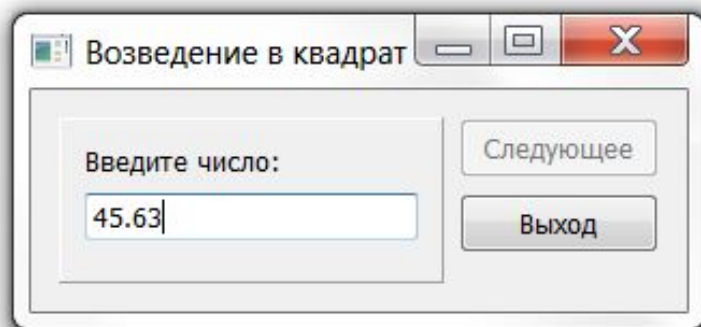 Возведение в квадрат
Введите число:
45.63
Следующее
Выход